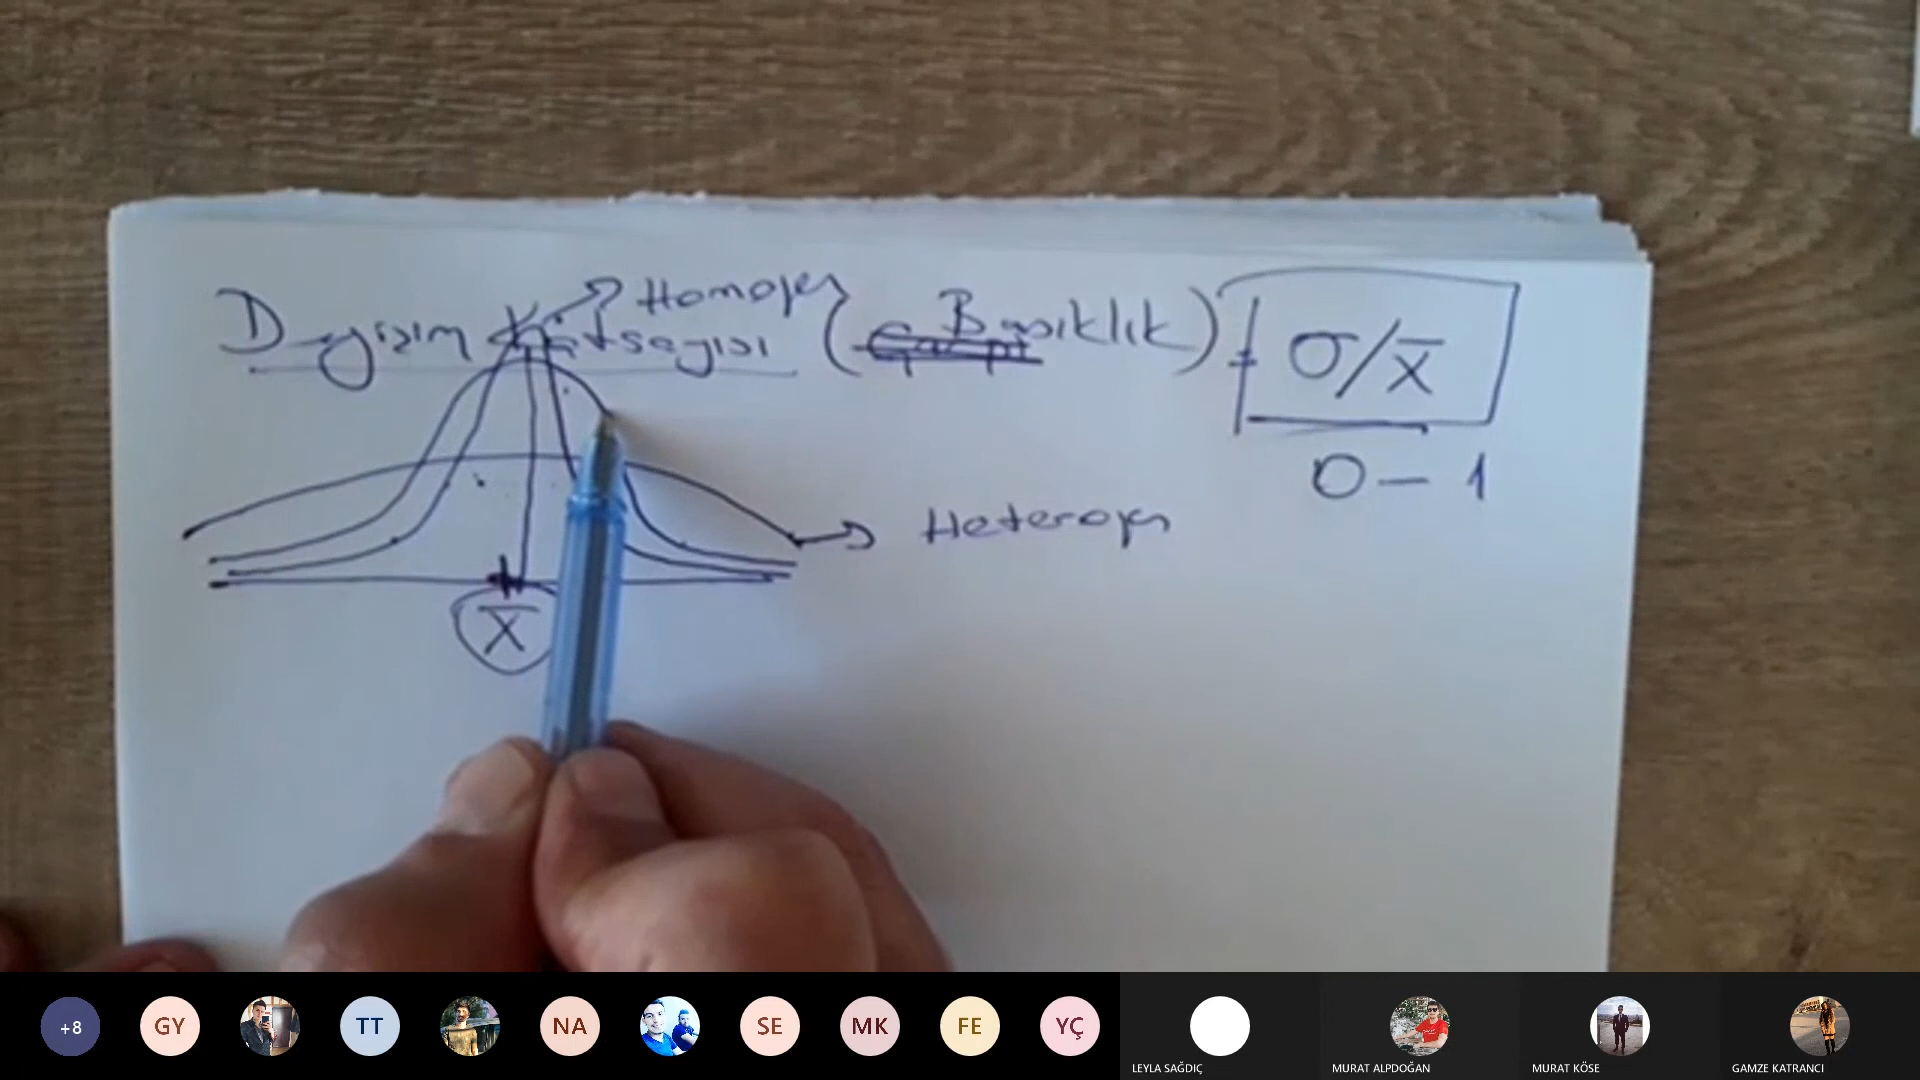 Homojen
Değişim Katsayısı (Çarpı Basıklık) = σ/x̄
0 – 1
Heterojen
x̄
+8 GY TT NA SE MK FE YÇ
LEYLA SAĞDIÇ MURAT ALPDOĞAN MURAT KÖSE GAMZE KATRANCI